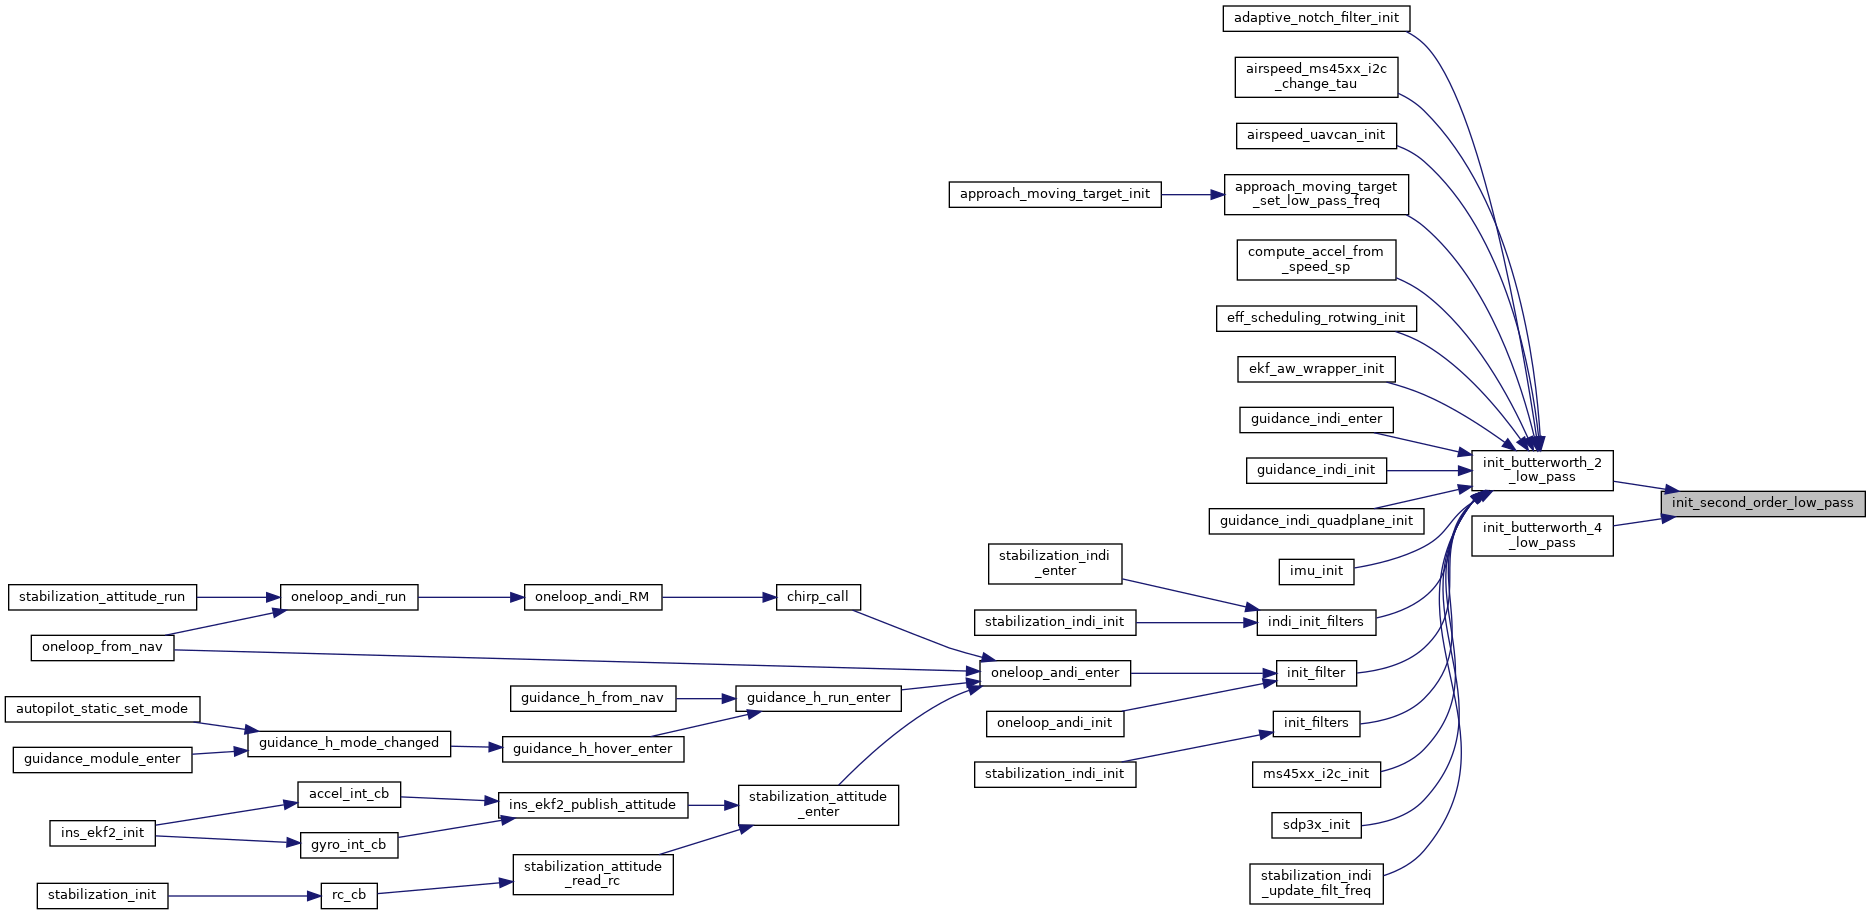 adaptive_notch_filter_init
airspeed_ms45xx_i2c
_change_tau
airspeed_uavcan_init
approach_moving_target_init
approach_moving_target
_set_low_pass_freq
compute_accel_from
_speed_sp
eff_scheduling_rotwing_init
ekf_aw_wrapper_init
guidance_indi_enter
guidance_indi_init
guidance_indi_quadplane_init
init_butterworth_2
_low_pass
init_second_order_low_pass
init_butterworth_4
_low_pass
imu_init
stabilization_indi
_enter
stabilization_indi_init
indi_init_filters
stabilization_attitude_run
oneloop_andi_run
oneloop_andi_RM
chirp_call
oneloop_from_nav
oneloop_andi_enter
init_filter
guidance_h_from_nav
guidance_h_run_enter
oneloop_andi_init
init_filters
autopilot_static_set_mode
guidance_h_mode_changed
guidance_h_hover_enter
guidance_module_enter
stabilization_indi_init
ms45xx_i2c_init
accel_int_cb
ins_ekf2_publish_attitude
stabilization_attitude
_enter
ins_ekf2_init
gyro_int_cb
sdp3x_init
stabilization_attitude
_read_rc
stabilization_init
rc_cb
stabilization_indi
_update_filt_freq